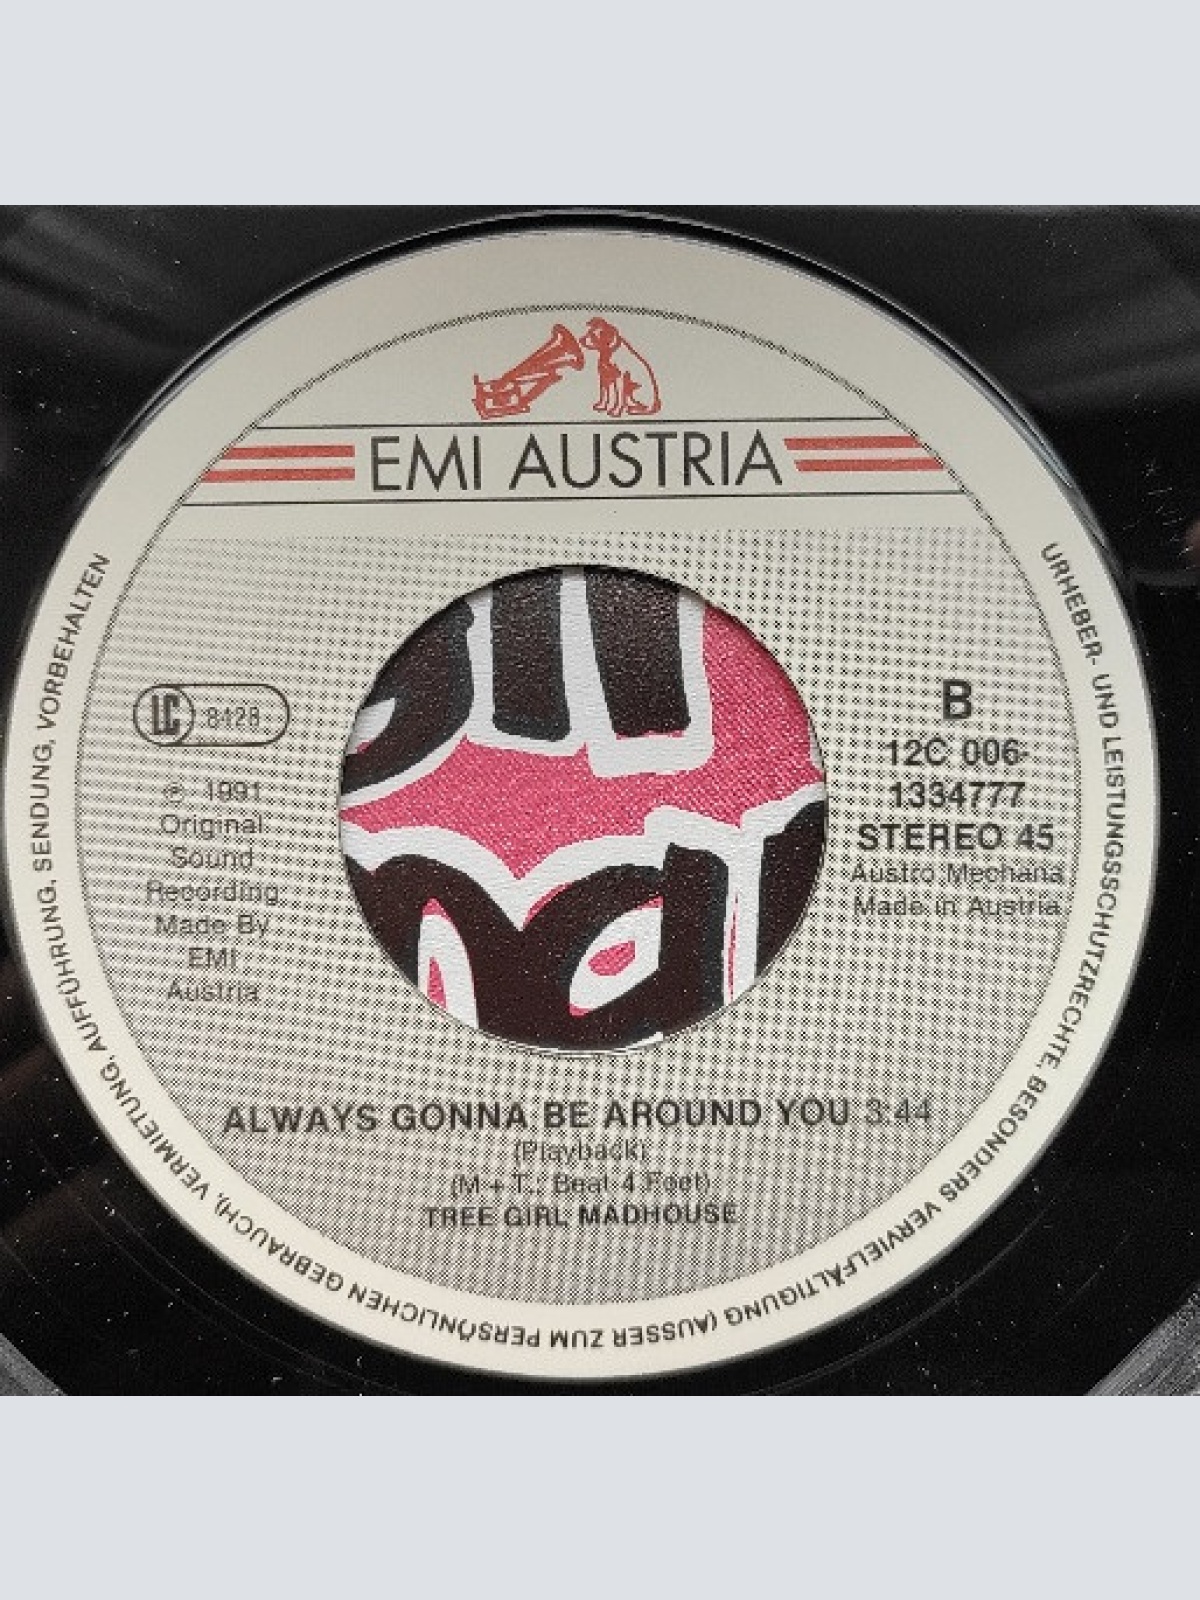 EMI AUSTRIA
LC 8128
℗ 1991
Original
Sound
Recording
Made By
EMI
Austria
B
12C 006-
1334777
STEREO 45
Austro Mechana
Made in Austria
ALWAYS GONNA BE AROUND YOU 3:44
(Playback)
(M + T.: Beat 4 Feet)
TREE GIRL MADHOUSE
URHEBER- UND LEISTUNGSSCHUTZRECHTE, BESONDERS VERVIELFÄLTIGUNG (AUSSER ZUM PERSÖNLICHEN GEBRAUCH), VERMIETUNG, AUFFÜHRUNG, SENDUNG, VORBEHALTEN